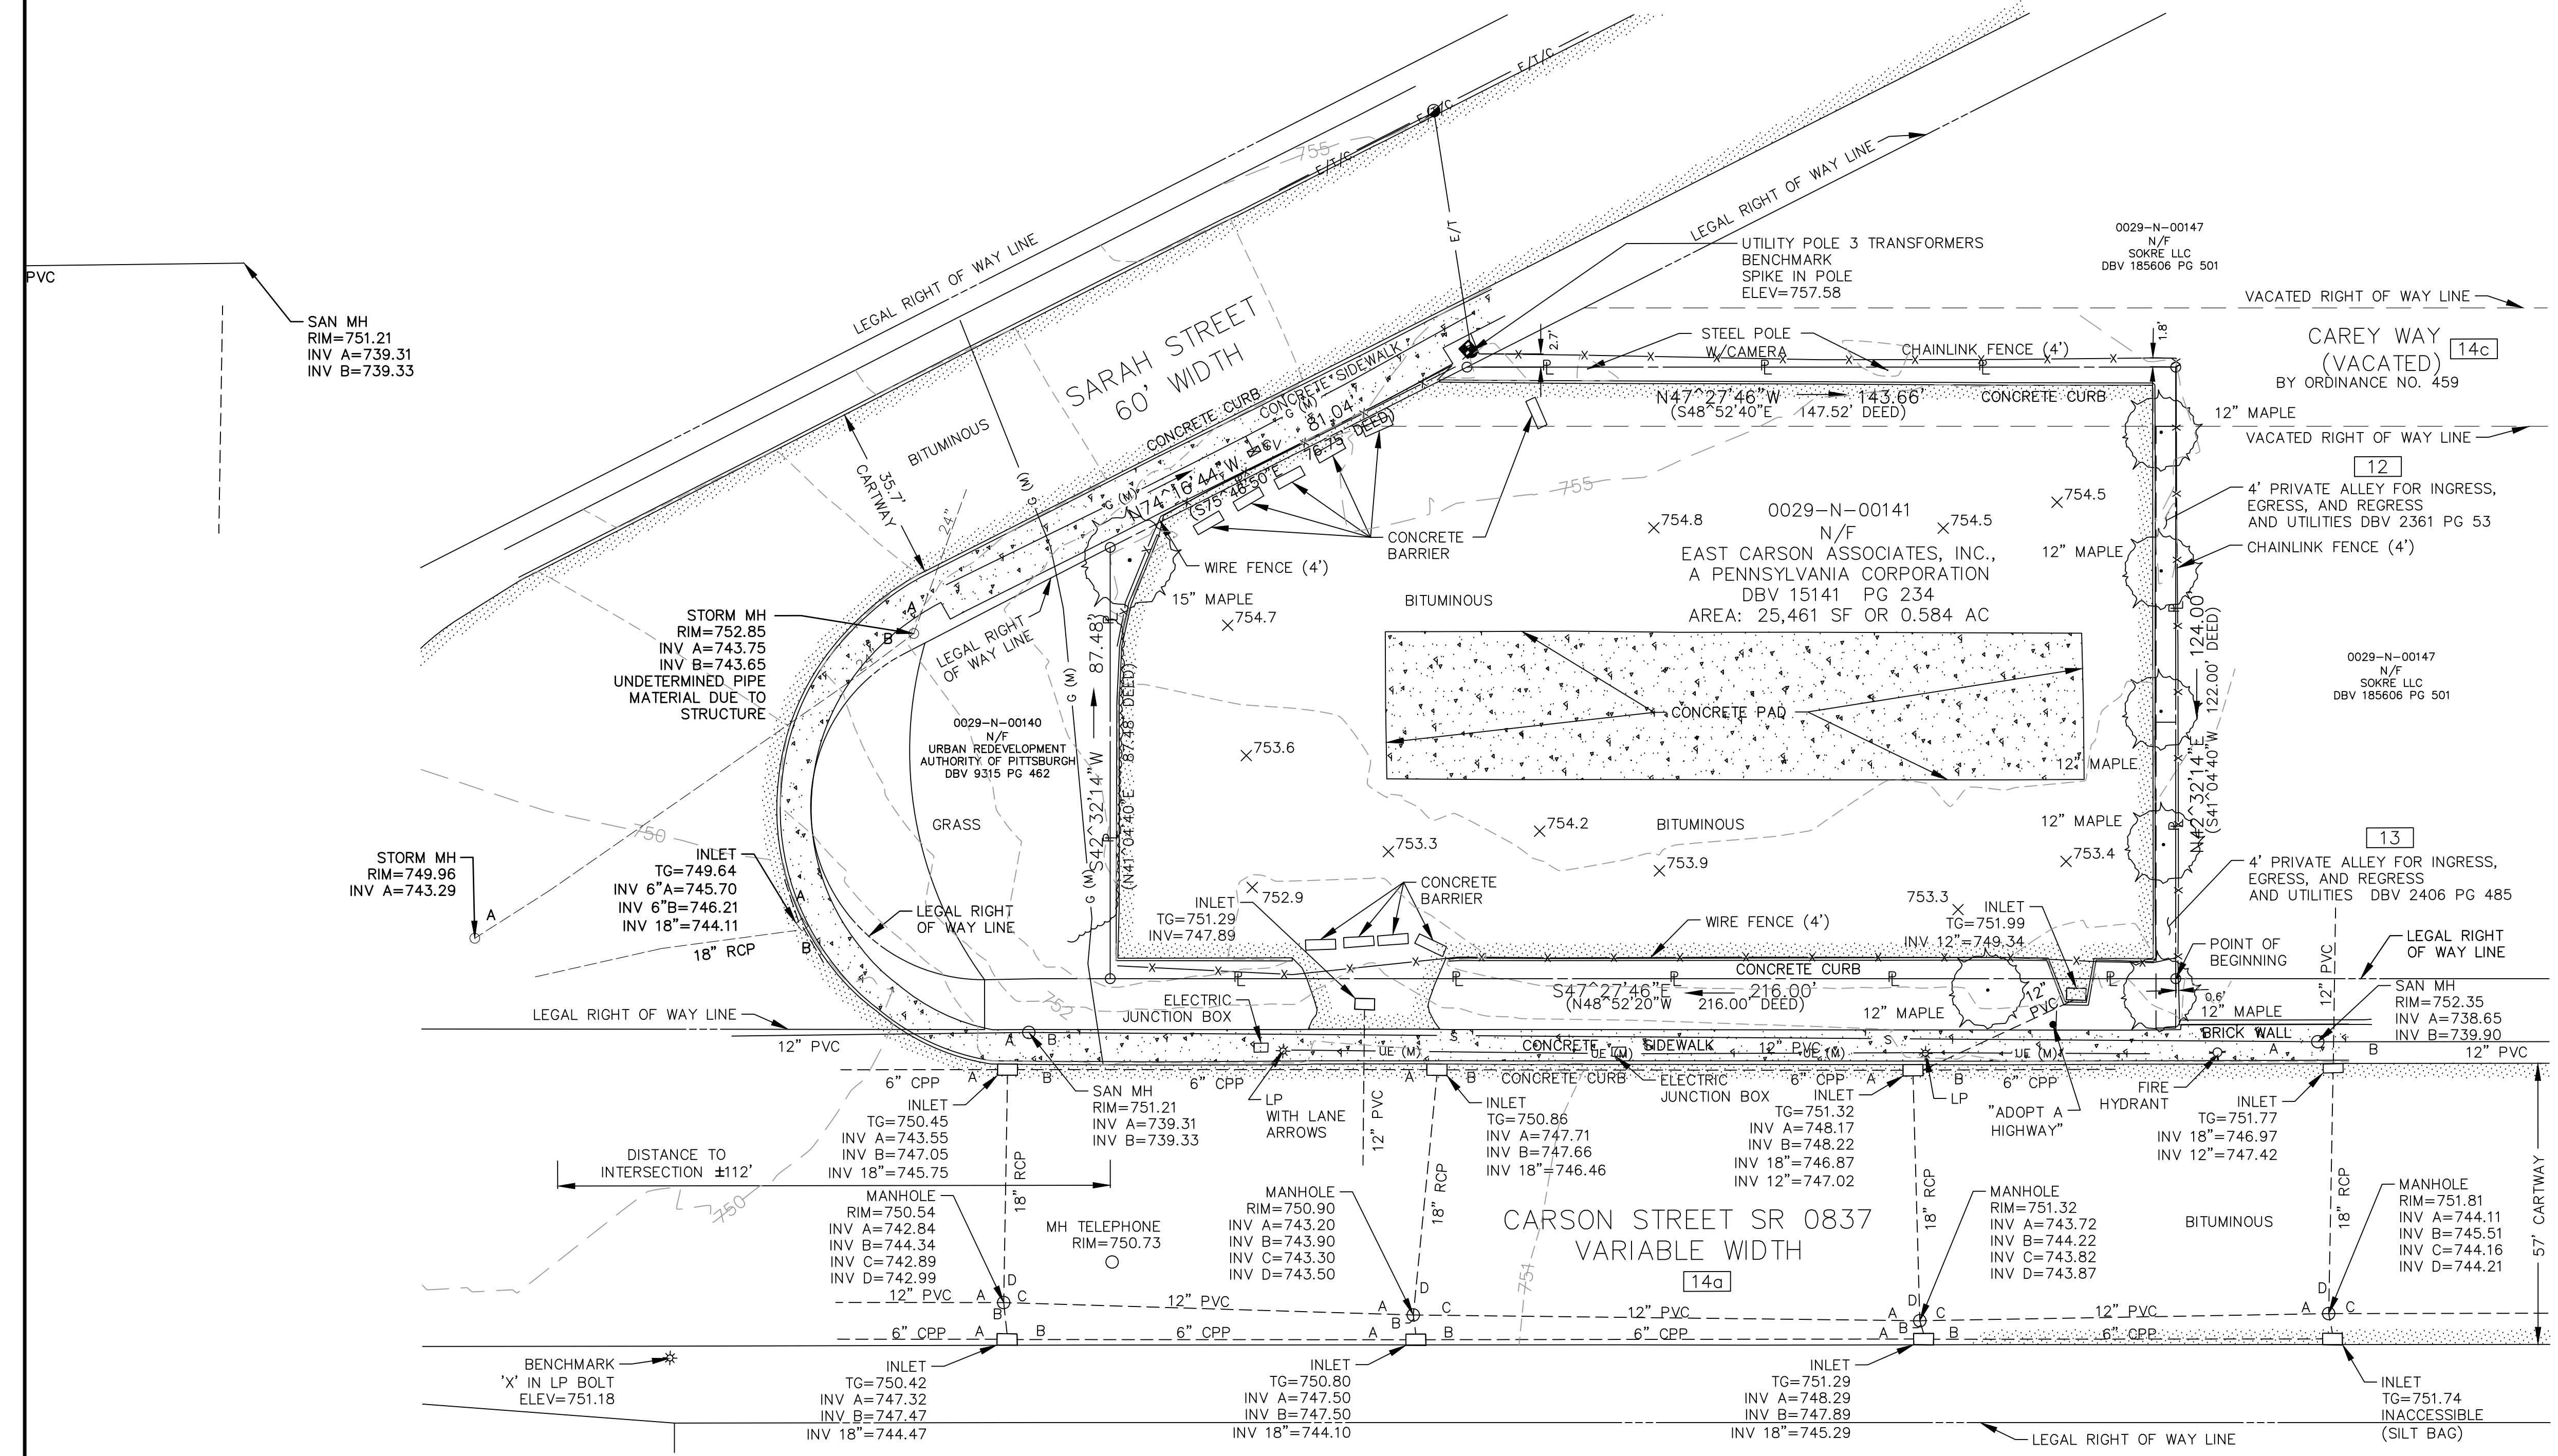 PVC
SAN MH
RIM=751.21
INV A=739.31
INV B=739.33
755
E/T/C
E/T/C
E/T/C
E/T
LEGAL RIGHT OF WAY LINE
LEGAL RIGHT OF WAY LINE
SARAH STREET
60' WIDTH
UTILITY POLE 3 TRANSFORMERS
BENCHMARK
SPIKE IN POLE
ELEV=757.58
0029-N-00147
N/F
SOKRE LLC
DBV 185606 PG 501
VACATED RIGHT OF WAY LINE
CAREY WAY
(VACATED)
BY ORDINANCE NO. 459
14c
VACATED RIGHT OF WAY LINE
STEEL POLE
W/CAMERA
CHAINLINK FENCE (4')
2.7'
1.8'
N47^27'46"W 143.66'
(S48^52'40"E 147.52' DEED)
CONCRETE CURB
12" MAPLE
12
4' PRIVATE ALLEY FOR INGRESS,
EGRESS, AND REGRESS
AND UTILITIES DBV 2361 PG 53
CHAINLINK FENCE (4')
BITUMINOUS
35.7'
CARTWAY
CONCRETE CURB
CONCRETE SIDEWALK
G (M)
G (M)
G (M)
GV
N74^16'44"W 81.04'
(S75^46'50"E 76.75' DEED)
24"
CONCRETE
BARRIER
WIRE FENCE (4')
15" MAPLE
BITUMINOUS
755
754.8
754.5
754.5
12" MAPLE
0029-N-00141
N/F
EAST CARSON ASSOCIATES, INC.,
A PENNSYLVANIA CORPORATION
DBV 15141 PG 234
AREA: 25,461 SF OR 0.584 AC
754.7
STORM MH
RIM=752.85
INV A=743.75
INV B=743.65
UNDETERMINED PIPE
MATERIAL DUE TO
STRUCTURE
A
B
24"
LEGAL RIGHT
OF WAY LINE
G (M)
G (M)
S42^32'14"W 87.48'
(N41^04'40"E 87.48' DEED)
N42^32'14"E 124.00'
(S41^04'40"W 122.00' DEED)
0029-N-00147
N/F
SOKRE LLC
DBV 185606 PG 501
0029-N-00140
N/F
URBAN REDEVELOPMENT
AUTHORITY OF PITTSBURGH
DBV 9315 PG 462
CONCRETE PAD
753.6
12" MAPLE
GRASS
750
754.2
BITUMINOUS
753.3
753.9
12" MAPLE
753.4
13
4' PRIVATE ALLEY FOR INGRESS,
EGRESS, AND REGRESS
AND UTILITIES DBV 2406 PG 485
STORM MH
RIM=749.96
INV A=743.29
A
INLET
TG=749.64
INV 6"A=745.70
INV 6"B=746.21
INV 18"=744.11
18" RCP
A
B
LEGAL RIGHT
OF WAY LINE
752.9
INLET
TG=751.29
INV=747.89
CONCRETE
BARRIER
WIRE FENCE (4')
753.3
INLET
TG=751.99
INV 12"=749.34
POINT OF
BEGINNING
LEGAL RIGHT
OF WAY LINE
12" PVC
CONCRETE CURB
S47^27'46"E 216.00'
(N48^52'20"W 216.00' DEED)
752
ELECTRIC
JUNCTION BOX
12" PVC
12" MAPLE
0.6'
12" MAPLE
SAN MH
RIM=752.35
INV A=738.65
INV B=739.90
LEGAL RIGHT OF WAY LINE
12" PVC
A B
S
UE (M)
CONCRETE SIDEWALK
UE (M)
12" PVC
UE (M)
S
UE (M)
BRICK WALL
A B
12" PVC
6" CPP A B
6" CPP
A B
CONCRETE CURB
6" CPP A B
6" CPP
INLET
TG=750.45
INV A=743.55
INV B=747.05
INV 18"=745.75
SAN MH
RIM=751.21
INV A=739.31
INV B=739.33
LP
WITH LANE
ARROWS
12" PVC
INLET
TG=750.86
INV A=747.71
INV B=747.66
INV 18"=746.46
ELECTRIC
JUNCTION BOX
INLET
TG=751.32
INV A=748.17
INV B=748.22
INV 18"=746.87
INV 12"=747.02
LP
"ADOPT A
HIGHWAY"
FIRE
HYDRANT
INLET
TG=751.77
INV 18"=746.97
INV 12"=747.42
DISTANCE TO
INTERSECTION ±112'
750
18" RCP
18" RCP
18" RCP
18" RCP
57' CARTWAY
MANHOLE
RIM=750.54
INV A=742.84
INV B=744.34
INV C=742.89
INV D=742.99
MH TELEPHONE
RIM=750.73
MANHOLE
RIM=750.90
INV A=743.20
INV B=743.90
INV C=743.30
INV D=743.50
CARSON STREET SR 0837
VARIABLE WIDTH
14a
751
MANHOLE
RIM=751.32
INV A=743.72
INV B=744.22
INV C=743.82
INV D=743.87
BITUMINOUS
MANHOLE
RIM=751.81
INV A=744.11
INV B=745.51
INV C=744.16
INV D=744.21
12" PVC A B C D
12" PVC
A B C D
12" PVC
A B C D
12" PVC
A C D
6" CPP A B
6" CPP
A B
6" CPP
A B
6" CPP
BENCHMARK
'X' IN LP BOLT
ELEV=751.18
INLET
TG=750.42
INV A=747.32
INV B=747.47
INV 18"=744.47
INLET
TG=750.80
INV A=747.50
INV B=747.50
INV 18"=744.10
INLET
TG=751.29
INV A=748.29
INV B=747.89
INV 18"=745.29
INLET
TG=751.74
INACCESSIBLE
(SILT BAG)
LEGAL RIGHT OF WAY LINE